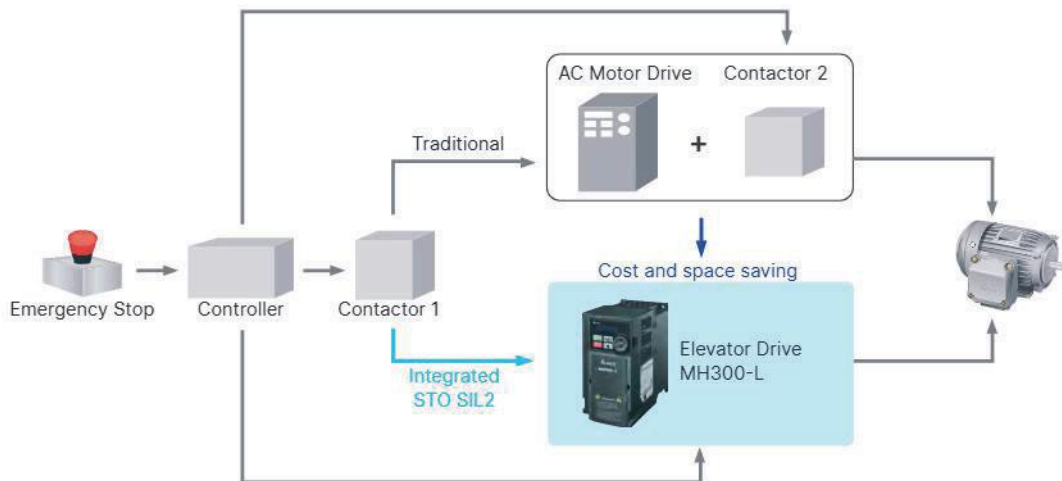 AC Motor Drive
Contactor 2
Traditional
+
Cost and space saving
Emergency Stop
Controller
Contactor 1
Integrated
STO SIL2
Elevator Drive
MH300-L